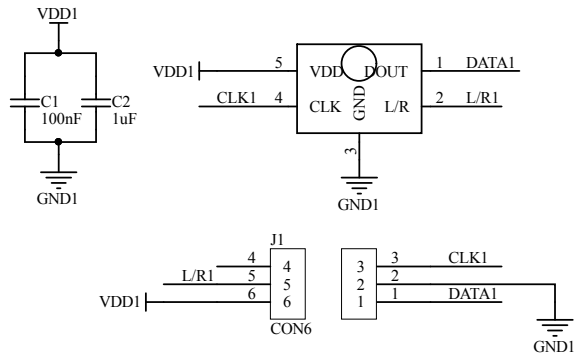 VDD1
C1
100nF
C2
1uF
GND1
VDD1 5 VDD DOUT 1 DATA1
CLK1 4 CLK GND L/R 2 L/R1
3
GND1
J1
4 4 3 3 CLK1
L/R1 5 5 2 2
VDD1 6 6 1 1 DATA1
CON6
GND1